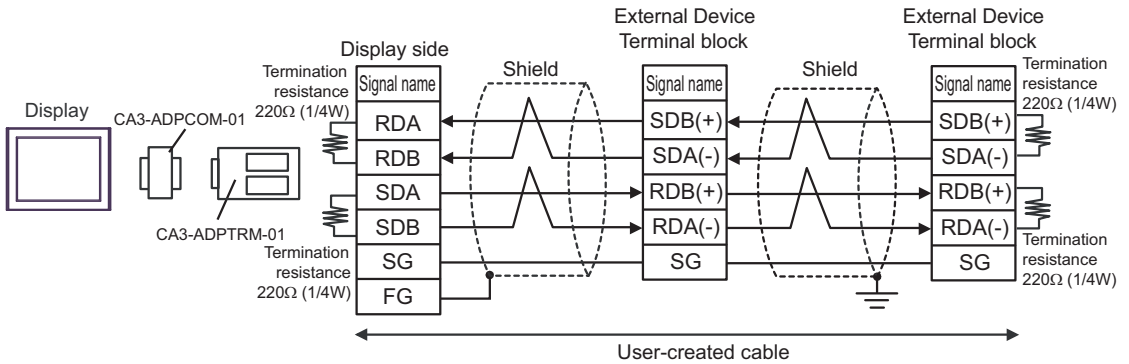 External Device
Terminal block
External Device
Terminal block
Display side
Termination
resistance
220Ω (1/4W)
Shield
Shield
Termination
resistance
220Ω (1/4W)
Display
CA3-ADPCOM-01
CA3-ADPTRM-01
Signal name
RDA
RDB
SDA
SDB
SG
FG
Signal name
SDB(+)
SDA(-)
RDB(+)
RDA(-)
SG
Signal name
SDB(+)
SDA(-)
RDB(+)
RDA(-)
SG
Termination
resistance
220Ω (1/4W)
Termination
resistance
220Ω (1/4W)
User-created cable